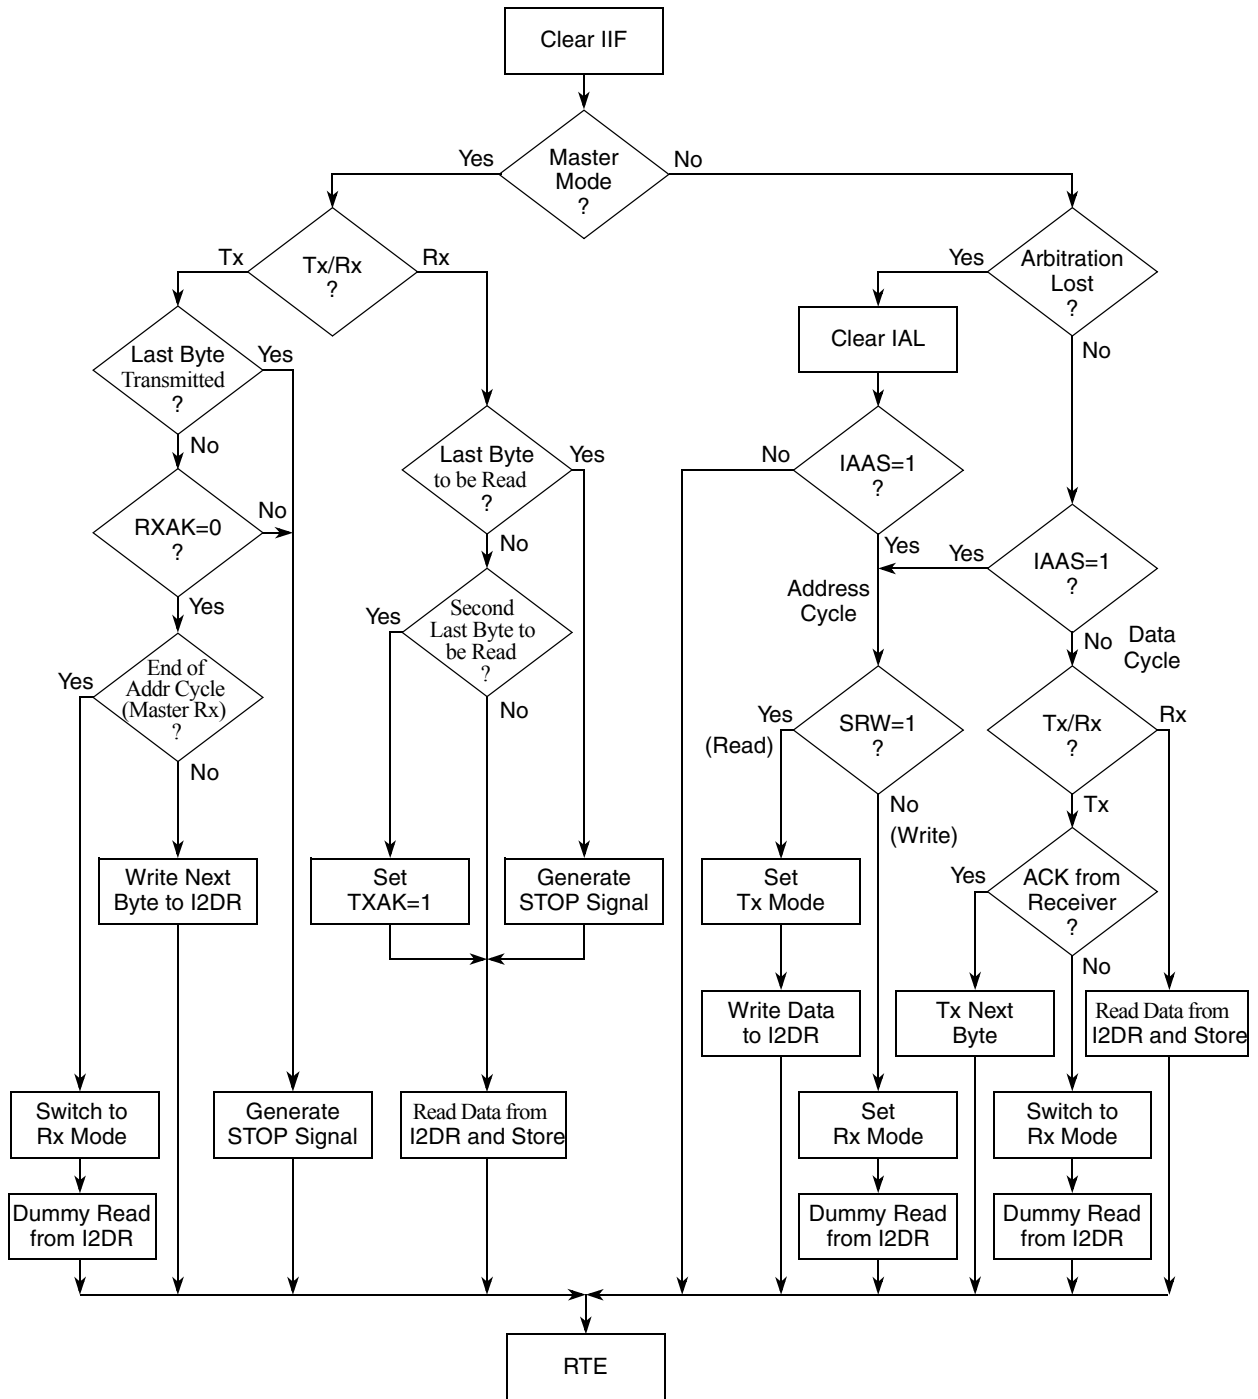 Clear IIF
Yes
Master
Mode
?
No
Tx
Tx/Rx
?
Rx
Yes
Arbitration
Lost
?
No
Clear IAL
Last Byte
Transmitted
?
Yes
No
Last Byte
to be Read
?
Yes
No
No
IAAS=1
?
Yes
RXAK=0
?
No
Yes
Yes
IAAS=1
?
Address
Cycle
No
Data
Cycle
Yes
Second
Last Byte to
be Read
?
No
Yes
End of
Addr Cycle
(Master Rx)
?
No
Yes
(Read)
SRW=1
?
No
(Write)
Tx/Rx
?
Rx
Tx
Write Next
Byte to I2DR
Set
TXAK=1
Generate
STOP Signal
Set
Tx Mode
Yes
ACK from
Receiver
?
No
Write Data
to I2DR
Tx Next
Byte
Read Data from
I2DR and Store
Switch to
Rx Mode
Generate
STOP Signal
Read Data from
I2DR and Store
Set
Rx Mode
Switch to
Rx Mode
Dummy Read
from I2DR
Dummy Read
from I2DR
Dummy Read
from I2DR
RTE